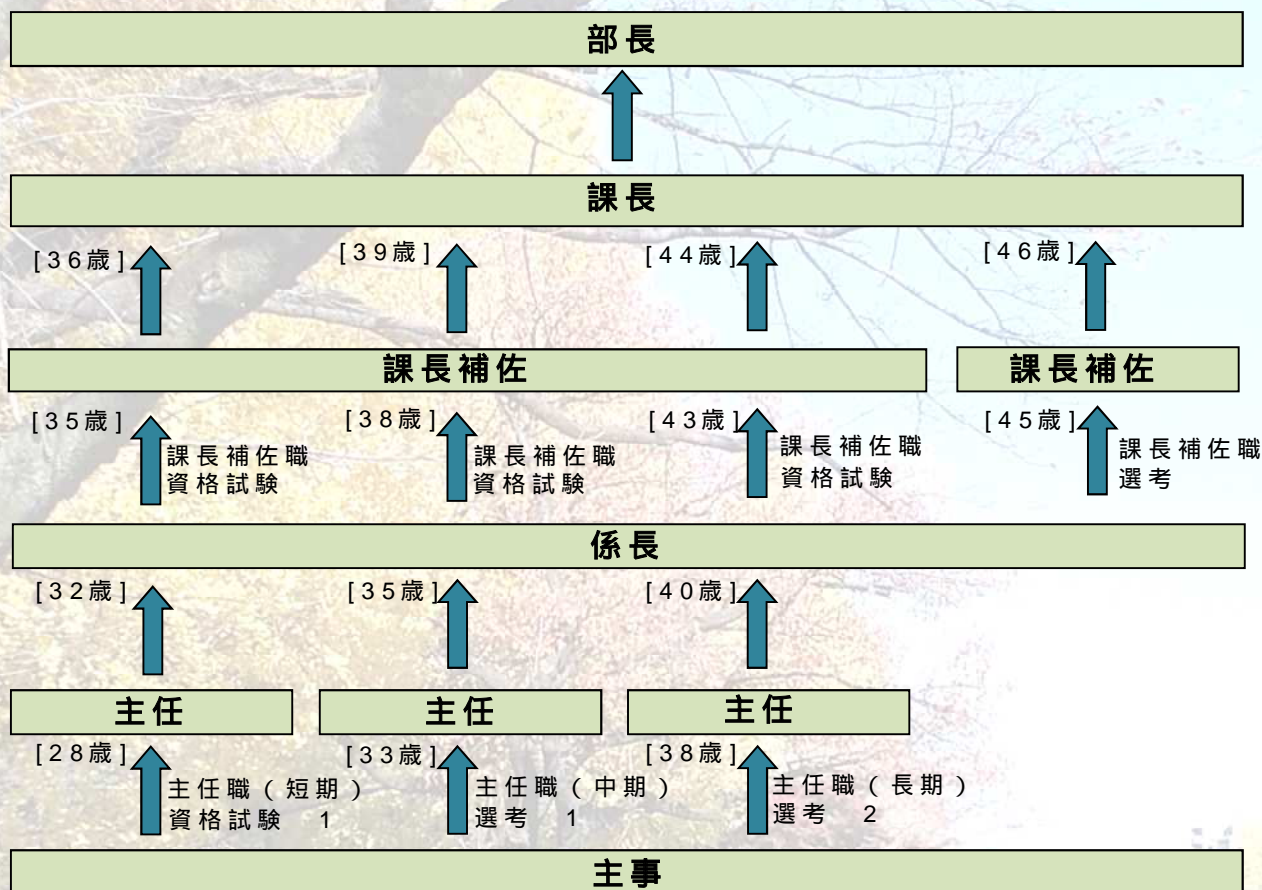 部長
課長
[36歳]
[39歳]
[44歳]
[46歳]
課長補佐
課長補佐
[35歳]
課長補佐職
資格試験
[38歳]
課長補佐職
資格試験
[43歳]
課長補佐職
資格試験
[45歳]
課長補佐職
選考
係長
[32歳]
[35歳]
[40歳]
主任
主任
主任
[28歳]
主任職(短期)
資格試験 1
[33歳]
主任職(中期)
選考 1
[38歳]
主任職(長期)
選考 2
主事